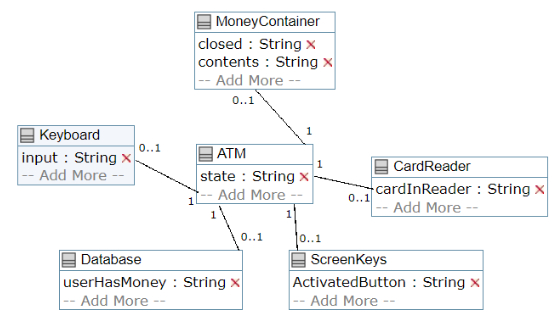 MoneyContainer
closed : String
contents : String
-- Add More --
0..1
1
Keyboard
input : String
-- Add More --
0..1
1
ATM
state : String
-- Add More --
1
CardReader
cardInReader : String
-- Add More --
0..1
1
1
0..1
0..1
Database
userHasMoney : String
-- Add More --
ScreenKeys
ActivatedButton : String
-- Add More --